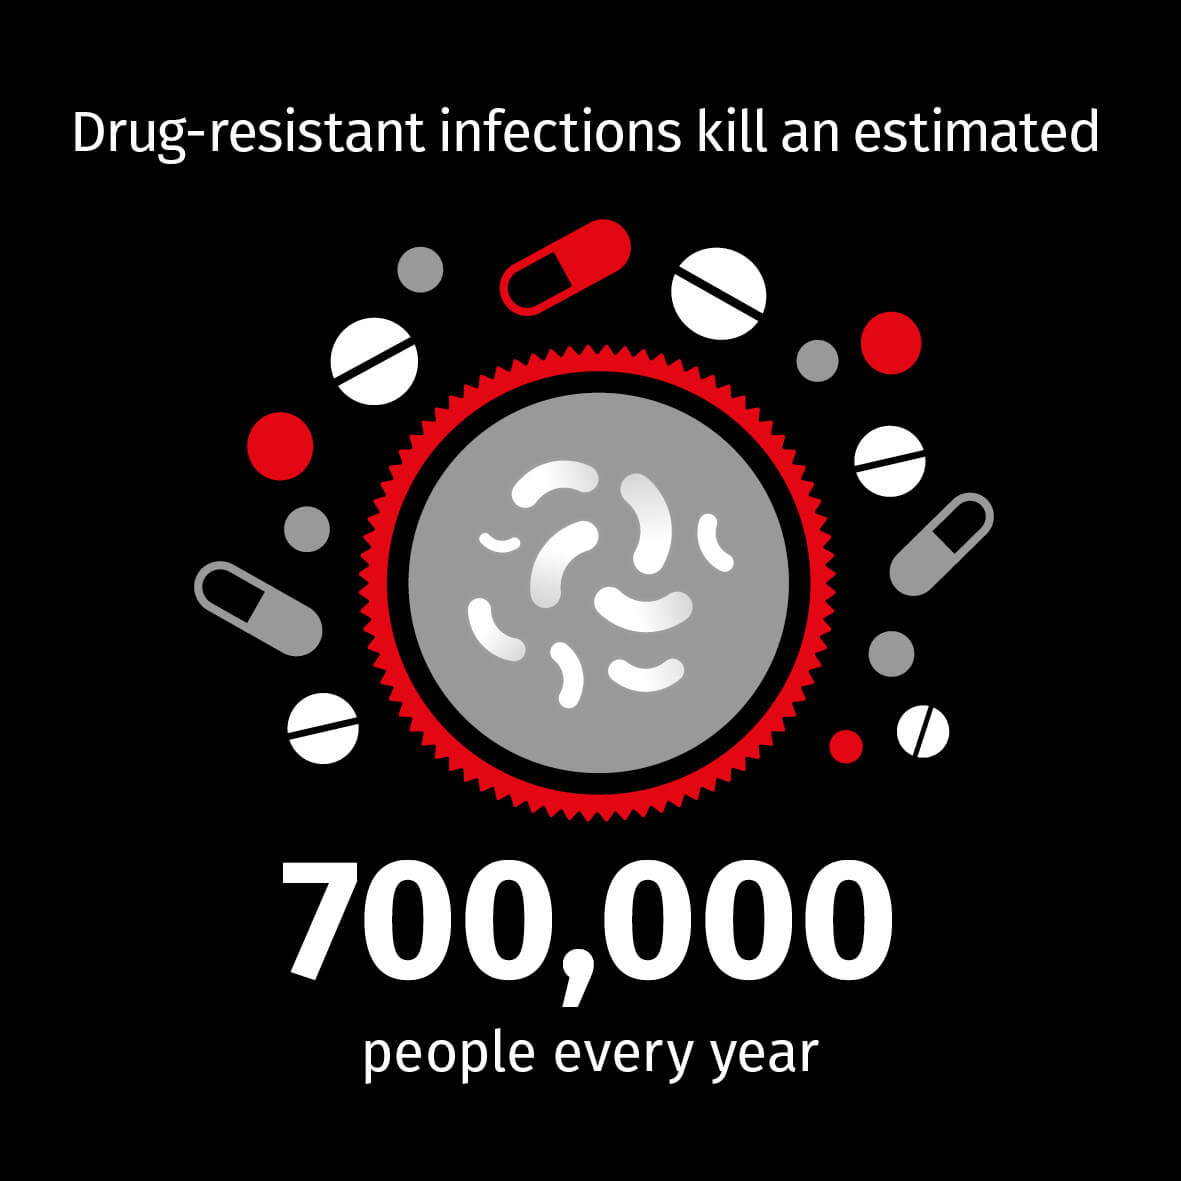 Drug-resistant infections kill an estimated
700,000
people every year